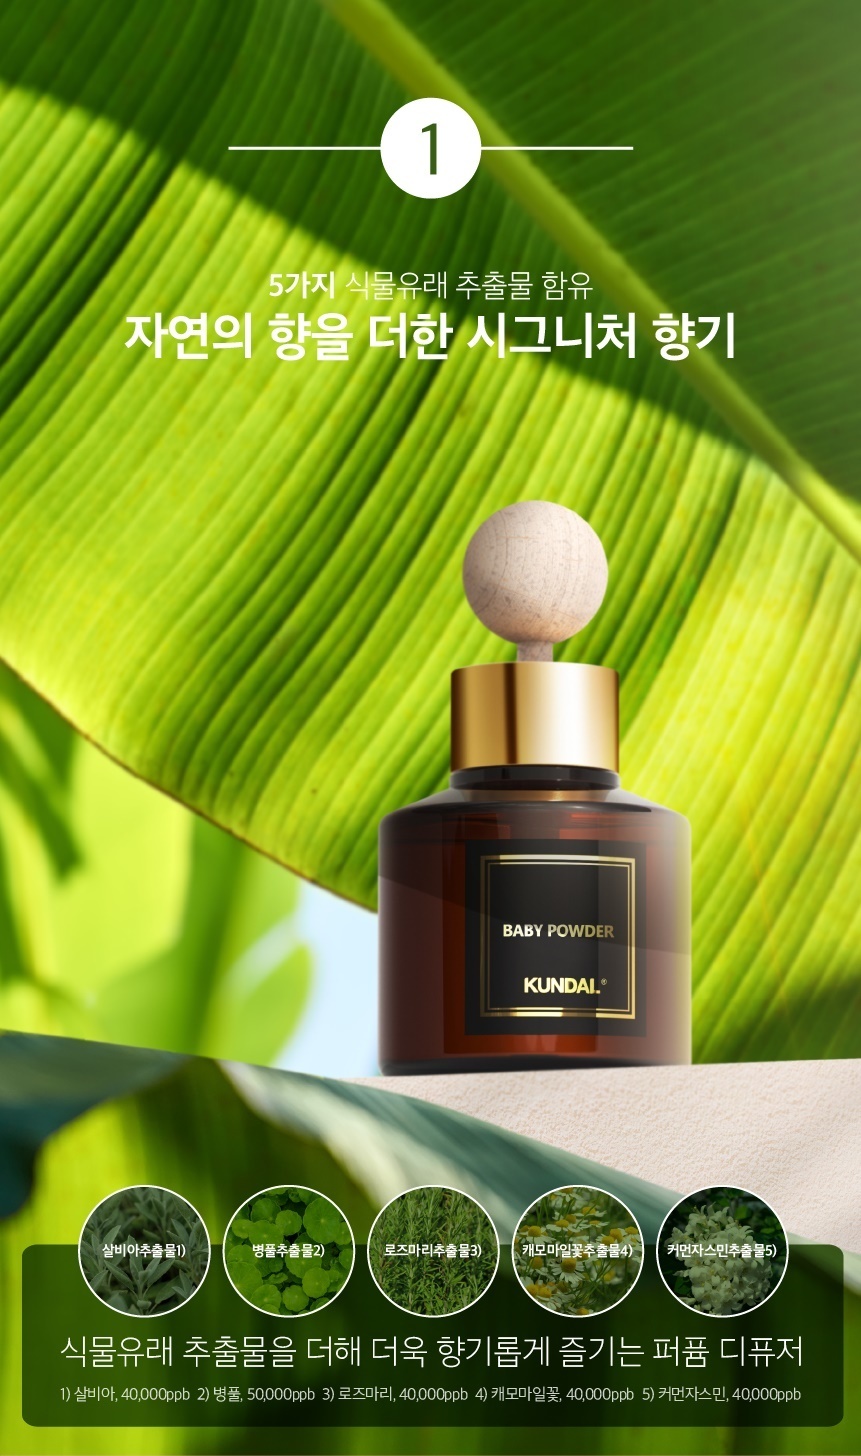 1
5가지 식물유래 추출물 함유
자연의 향을 더한 시그니처 향기
BABY POWDER
KUNDAL®
살비아추출물1) 병풀추출물2) 로즈마리추출물3) 캐모마일꽃추출물4) 커먼자스민추출물5)
식물유래 추출물을 더해 더욱 향기롭게 즐기는 퍼퓸 디퓨저
1) 살비아, 40,000ppb 2) 병풀, 50,000ppb 3) 로즈마리, 40,000ppb 4) 캐모마일꽃, 40,000ppb 5) 커먼자스민, 40,000ppb